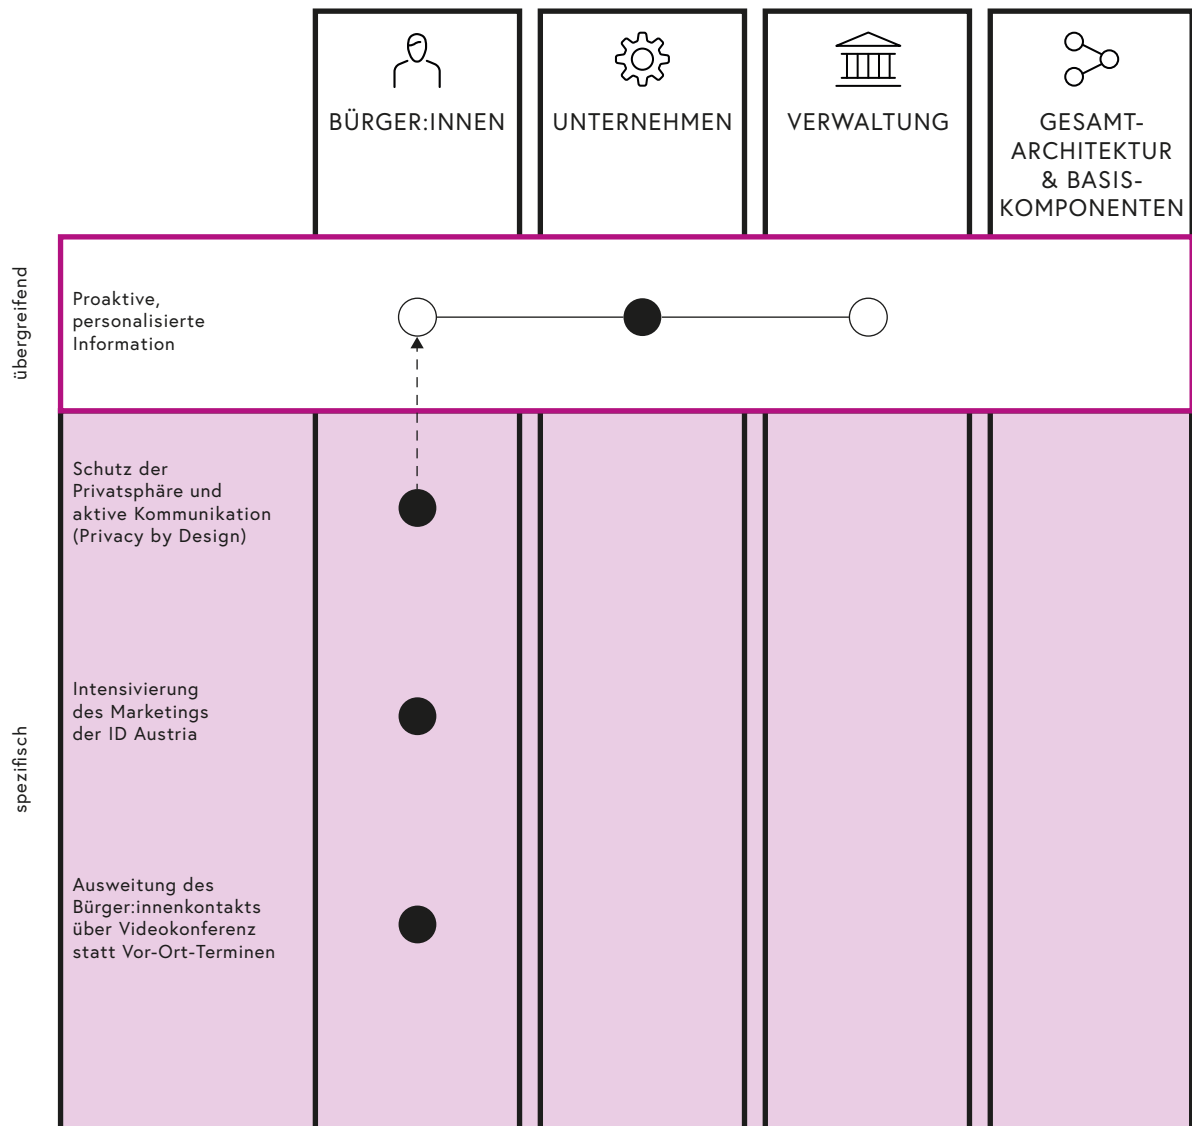 BÜRGER:INNEN
UNTERNEHMEN
VERWALTUNG
GESAMT-
ARCHITEKTUR
& BASIS-
KOMPONENTEN
übergreifend
Proaktive,
personalisierte
Information
spezifisch
Schutz der
Privatsphäre und
aktive Kommunikation
(Privacy by Design)
Intensivierung
des Marketings
der ID Austria
Ausweitung des
Bürger:innenkontakts
über Videokonferenz
statt Vor-Ort-Terminen